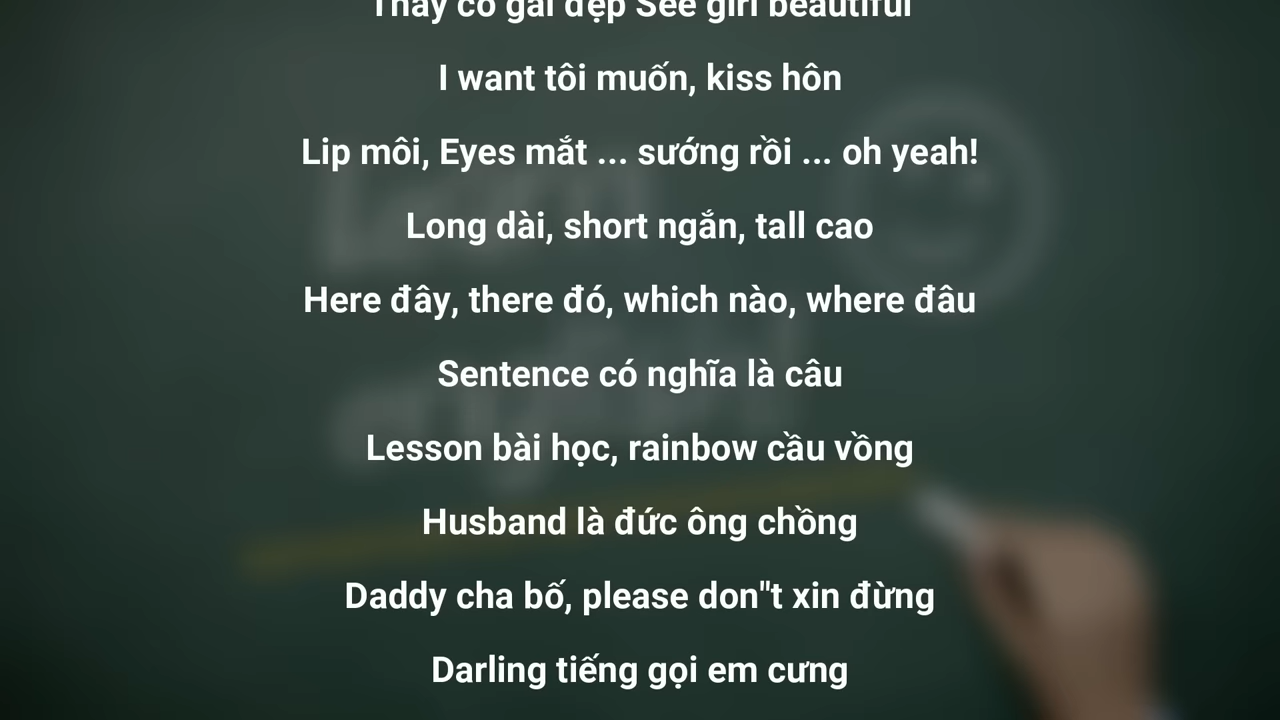 Thấy cô gái đẹp See girl beautiful
I want tôi muốn, kiss hôn
Lip môi, Eyes mắt ... sướng rồi ... oh yeah!
Long dài, short ngắn, tall cao
Here đây, there đó, which nào, where đâu
Sentence có nghĩa là câu
Lesson bài học, rainbow cầu vồng
Husband là đức ông chồng
Daddy cha bố, please don"t xin đừng
Darling tiếng gọi em cưng